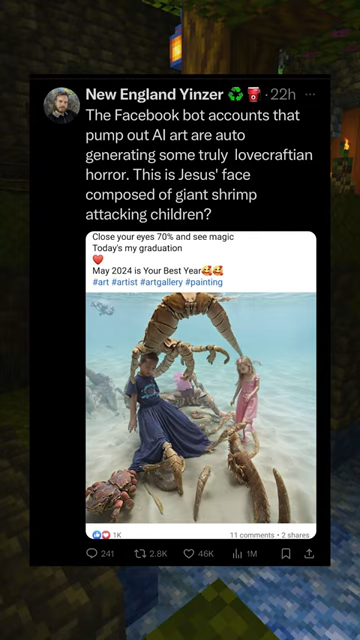 New England Yinzer ♻️ · 22h ···
The Facebook bot accounts that
pump out AI art are auto
generating some truly lovecraftian
horror. This is Jesus' face
composed of giant shrimp
attacking children?
Close your eyes 70% and see magic
Today's my graduation
❤️
May 2024 is Your Best Year🥰🥰
#art #artist #artgallery #painting
1K 11 comments • 2 shares
241 2.8K 46K 1M